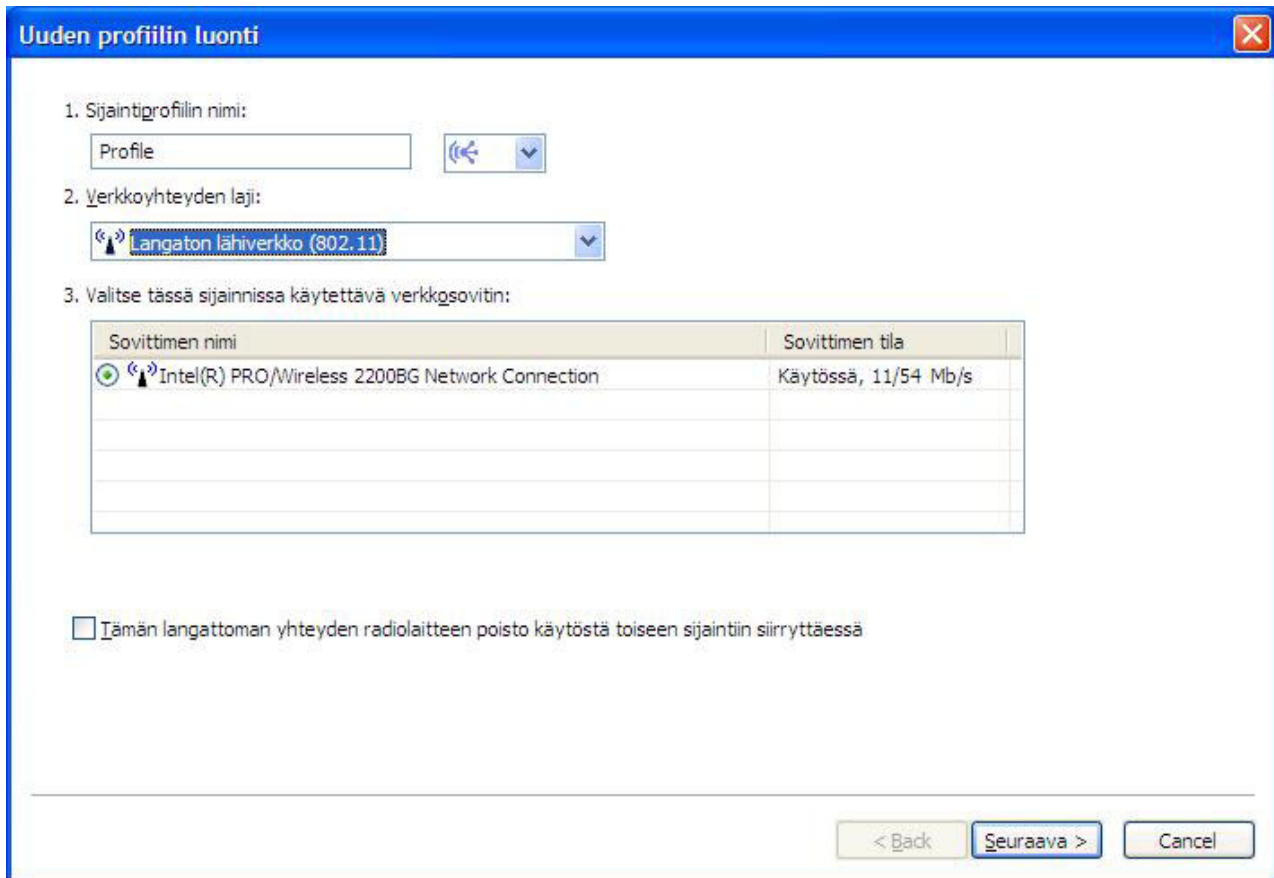 Uuden profiilin luonti
1. Sijaintiprofiilin nimi:
Profile
2. Verkkoyhteyden laji:
Langaton lähiverkko (802.11)
3. Valitse tässä sijainnissa käytettävä verkkosovitin:
Sovittimen nimi Sovittimen tila
Intel(R) PRO/Wireless 2200BG Network Connection Käytössä, 11/54 Mb/s
Tämän langattoman yhteyden radiolaitteen poisto käytöstä toiseen sijaintiin siirryttäessä
< Back Seuraava > Cancel